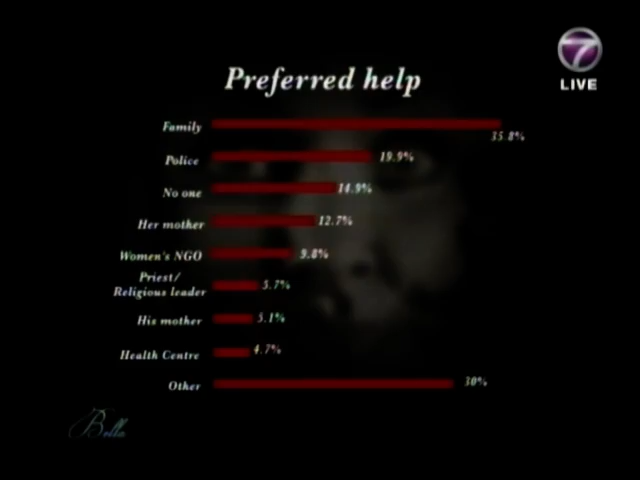 7
LIVE
Preferred help
Family
35.8%
Police
19.9%
No one
14.9%
Her mother
12.7%
Women's NGO
9.8%
Priest/
Religious leader
5.7%
His mother
5.1%
Health Centre
4.7%
Other
30%
Bella